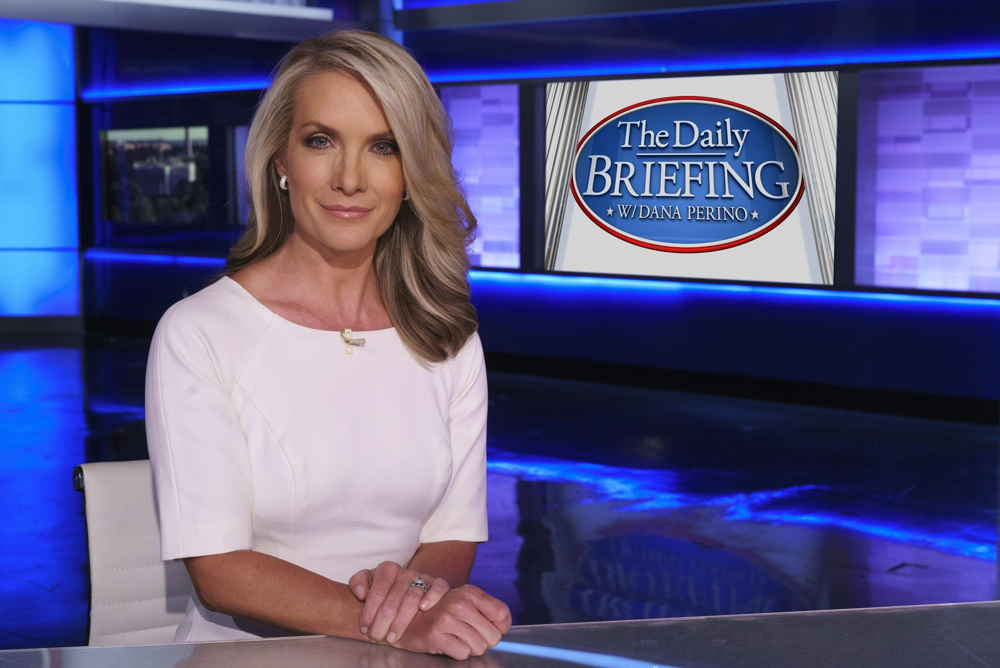 The Daily
BRIEFING
★ W/DANA PERINO ★